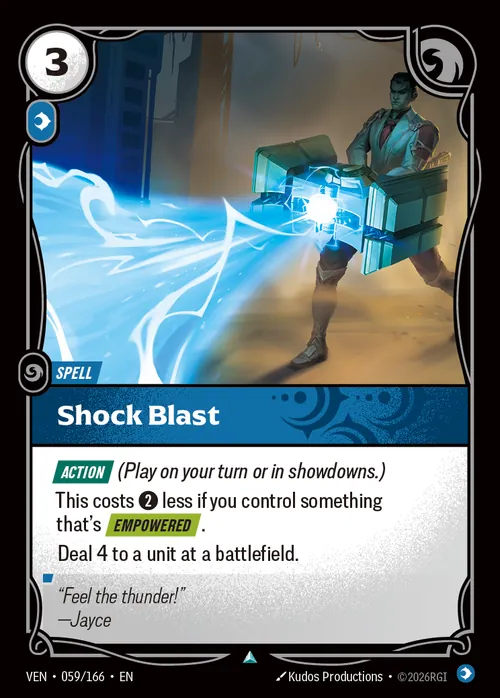 3
SPELL
Shock Blast
ACTION (Play on your turn or in showdowns.)
This costs 2 less if you control something
that's EMPOWERED.
Deal 4 to a unit at a battlefield.
"Feel the thunder!"
—Jayce
VEN • 059/166 • EN
Kudos Productions • ©2026RGI